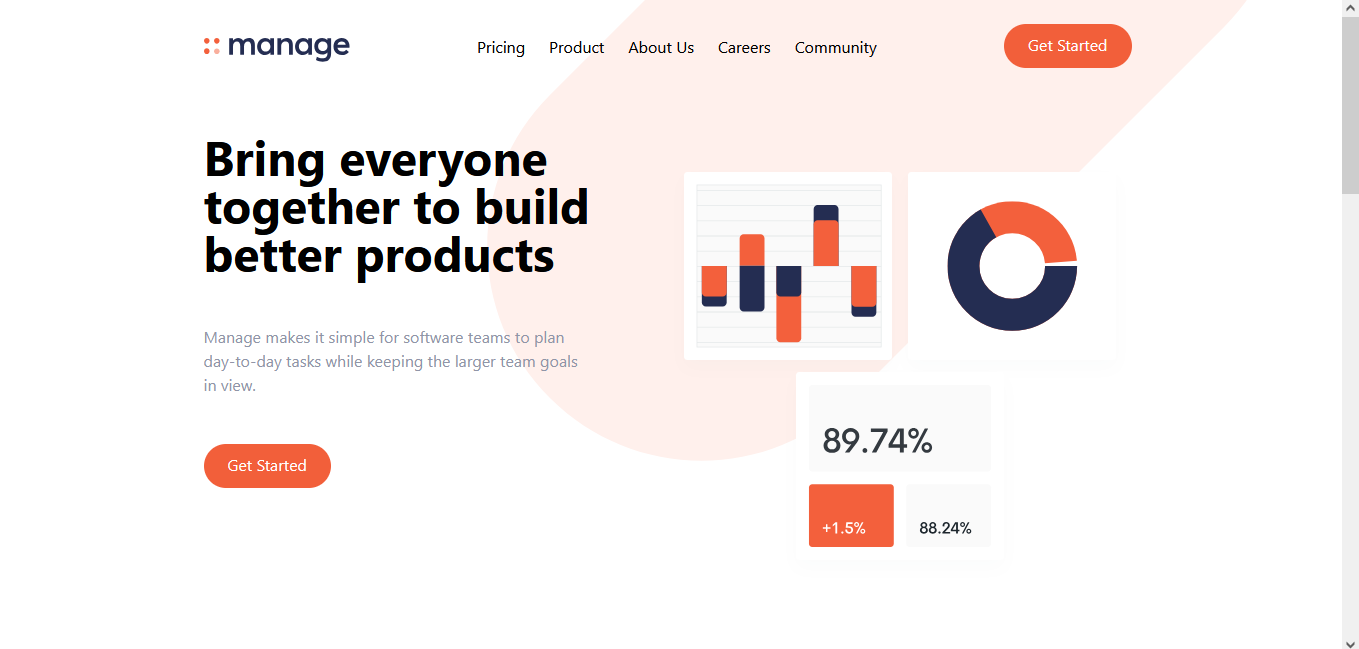 manage
Pricing
Product
About Us
Careers
Community
Get Started
Bring everyone
together to build
better products
Manage makes it simple for software teams to plan
day-to-day tasks while keeping the larger team goals
in view.
Get Started
89.74%
+1.5%
88.24%